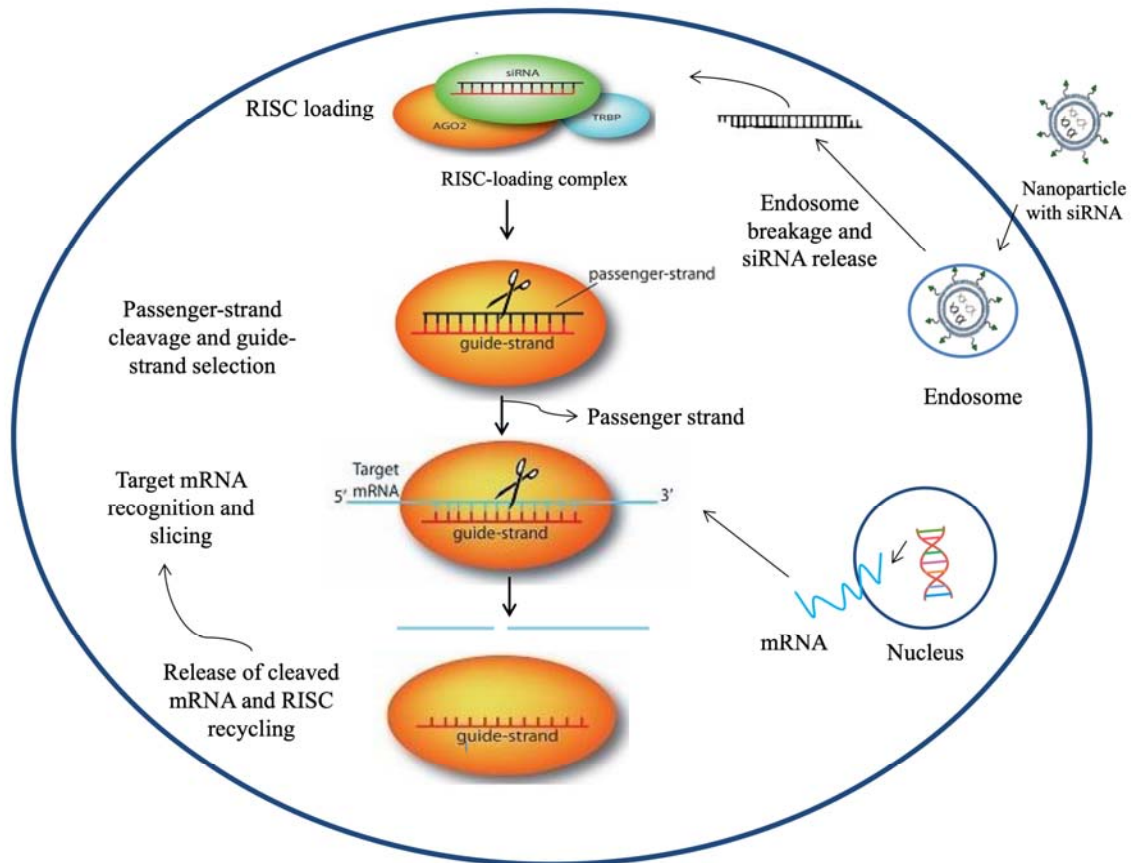 siRNA
AGO2
TRBP
RISC loading
RISC-loading complex
Endosome
breakage and
siRNA release
Nanoparticle
with siRNA
Endosome
passenger-strand
guide-strand
Passenger-strand
cleavage and guide-
strand selection
Passenger strand
Target mRNA
recognition and
slicing
Target
mRNA
5'
3'
guide-strand
mRNA
Nucleus
Release of cleaved
mRNA and RISC
recycling
guide-strand